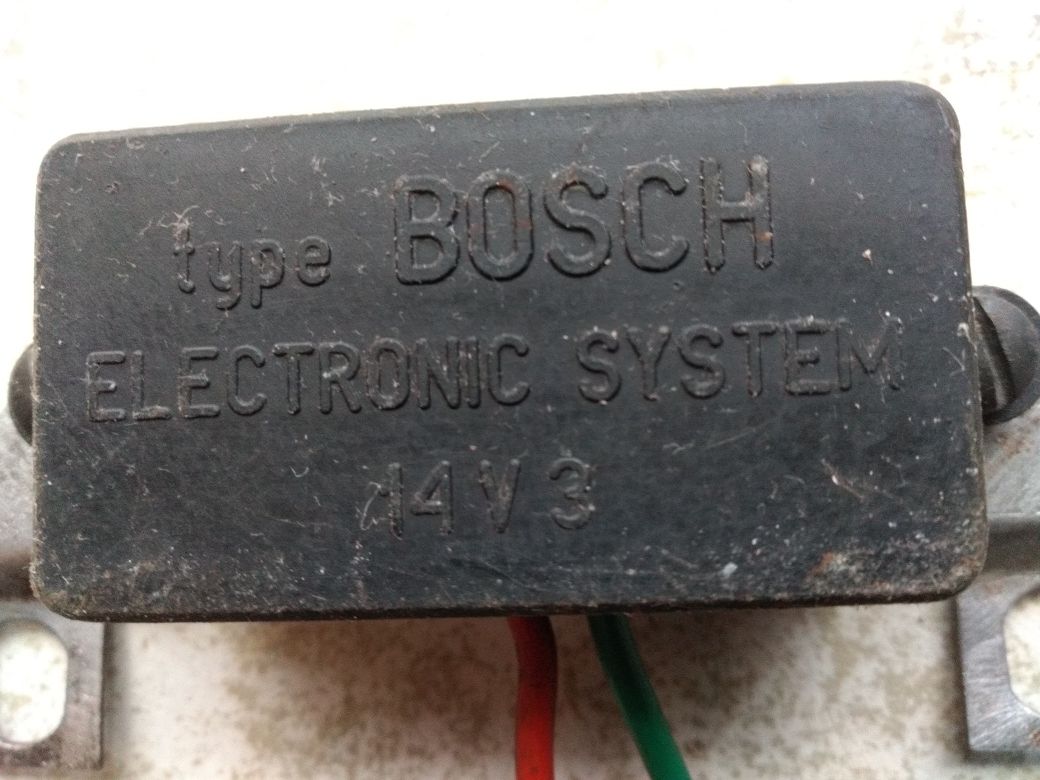 type BOSCH
ELECTRONIC SYSTEM
14V3